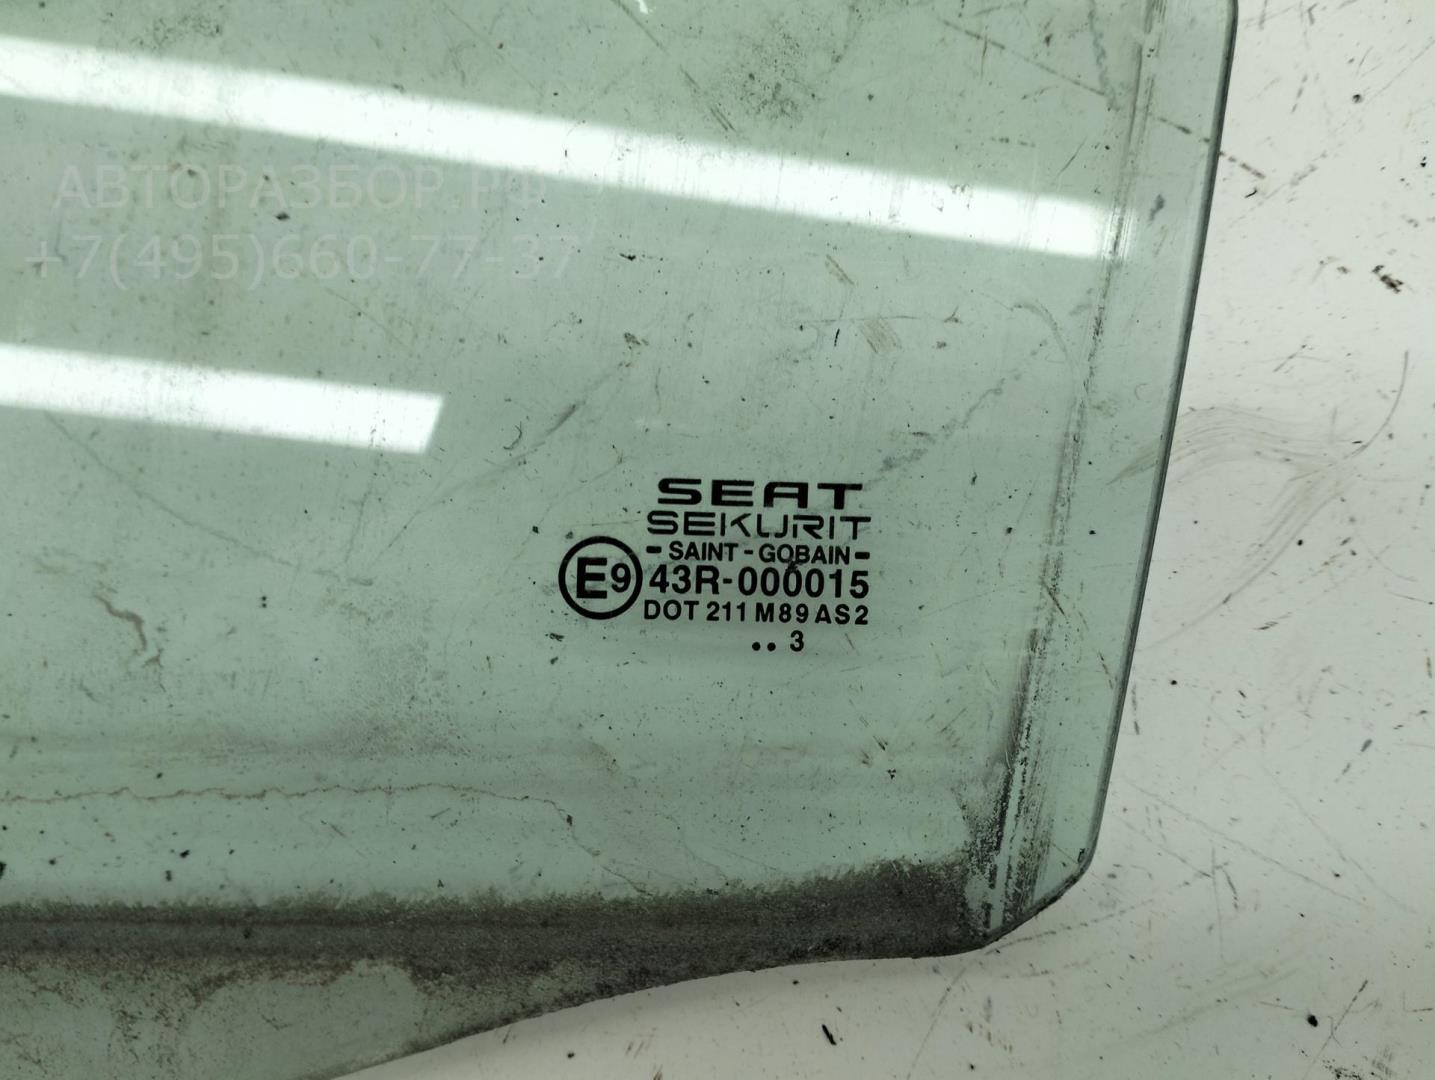 АВТОРАЗБОР.РФ
+7(495)660-77-37
SEAT
SEKURIT
- SAINT - GOBAIN -
E9 43R-000015
DOT 211 M89 AS2
.. 3